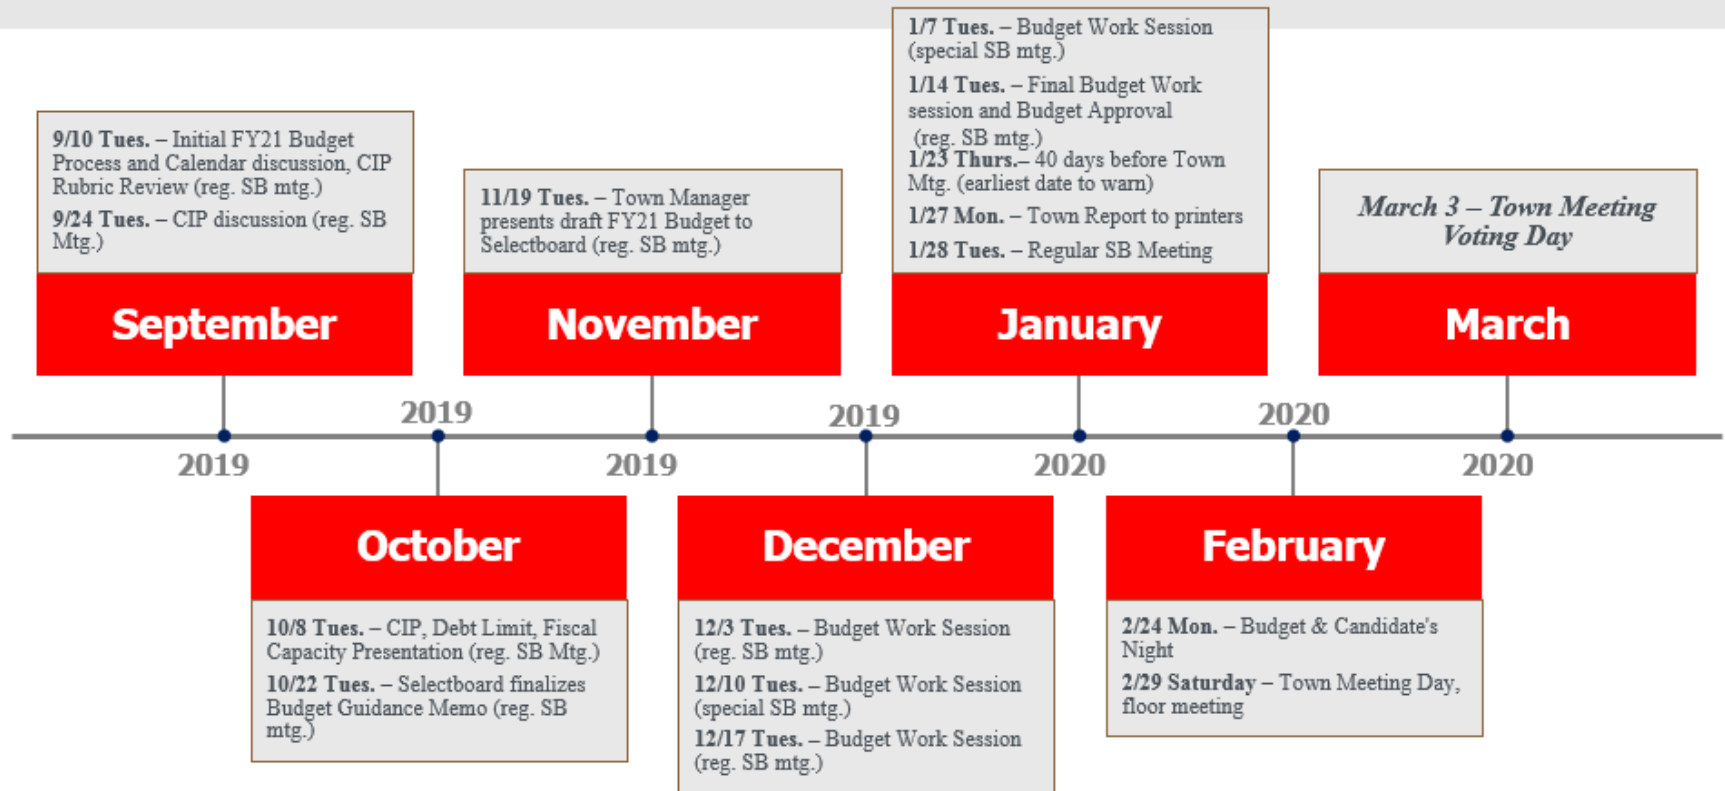 9/10 Tues. – Initial FY21 Budget
Process and Calendar discussion, CIP
Rubric Review (reg. SB mtg.)
9/24 Tues. – CIP discussion (reg. SB
Mtg.)
September
2019
10/8 Tues. – CIP, Debt Limit, Fiscal
Capacity Presentation (reg. SB Mtg.)
10/22 Tues. – Selectboard finalizes
Budget Guidance Memo (reg. SB
mtg.)
October
2019
11/19 Tues. – Town Manager
presents draft FY21 Budget to
Selectboard (reg. SB mtg.)
November
2019
12/3 Tues. – Budget Work Session
(reg. SB mtg.)
12/10 Tues. – Budget Work Session
(special SB mtg.)
12/17 Tues. – Budget Work Session
(reg. SB mtg.)
December
2019
1/7 Tues. – Budget Work Session
(special SB mtg.)
1/14 Tues. – Final Budget Work
session and Budget Approval
(reg. SB mtg.)
1/23 Thurs.– 40 days before Town
Mtg. (earliest date to warn)
1/27 Mon. – Town Report to printers
1/28 Tues. – Regular SB Meeting
January
2020
2/24 Mon. – Budget & Candidate's
Night
2/29 Saturday – Town Meeting Day,
floor meeting
February
2020
March 3 – Town Meeting
Voting Day
March
2020